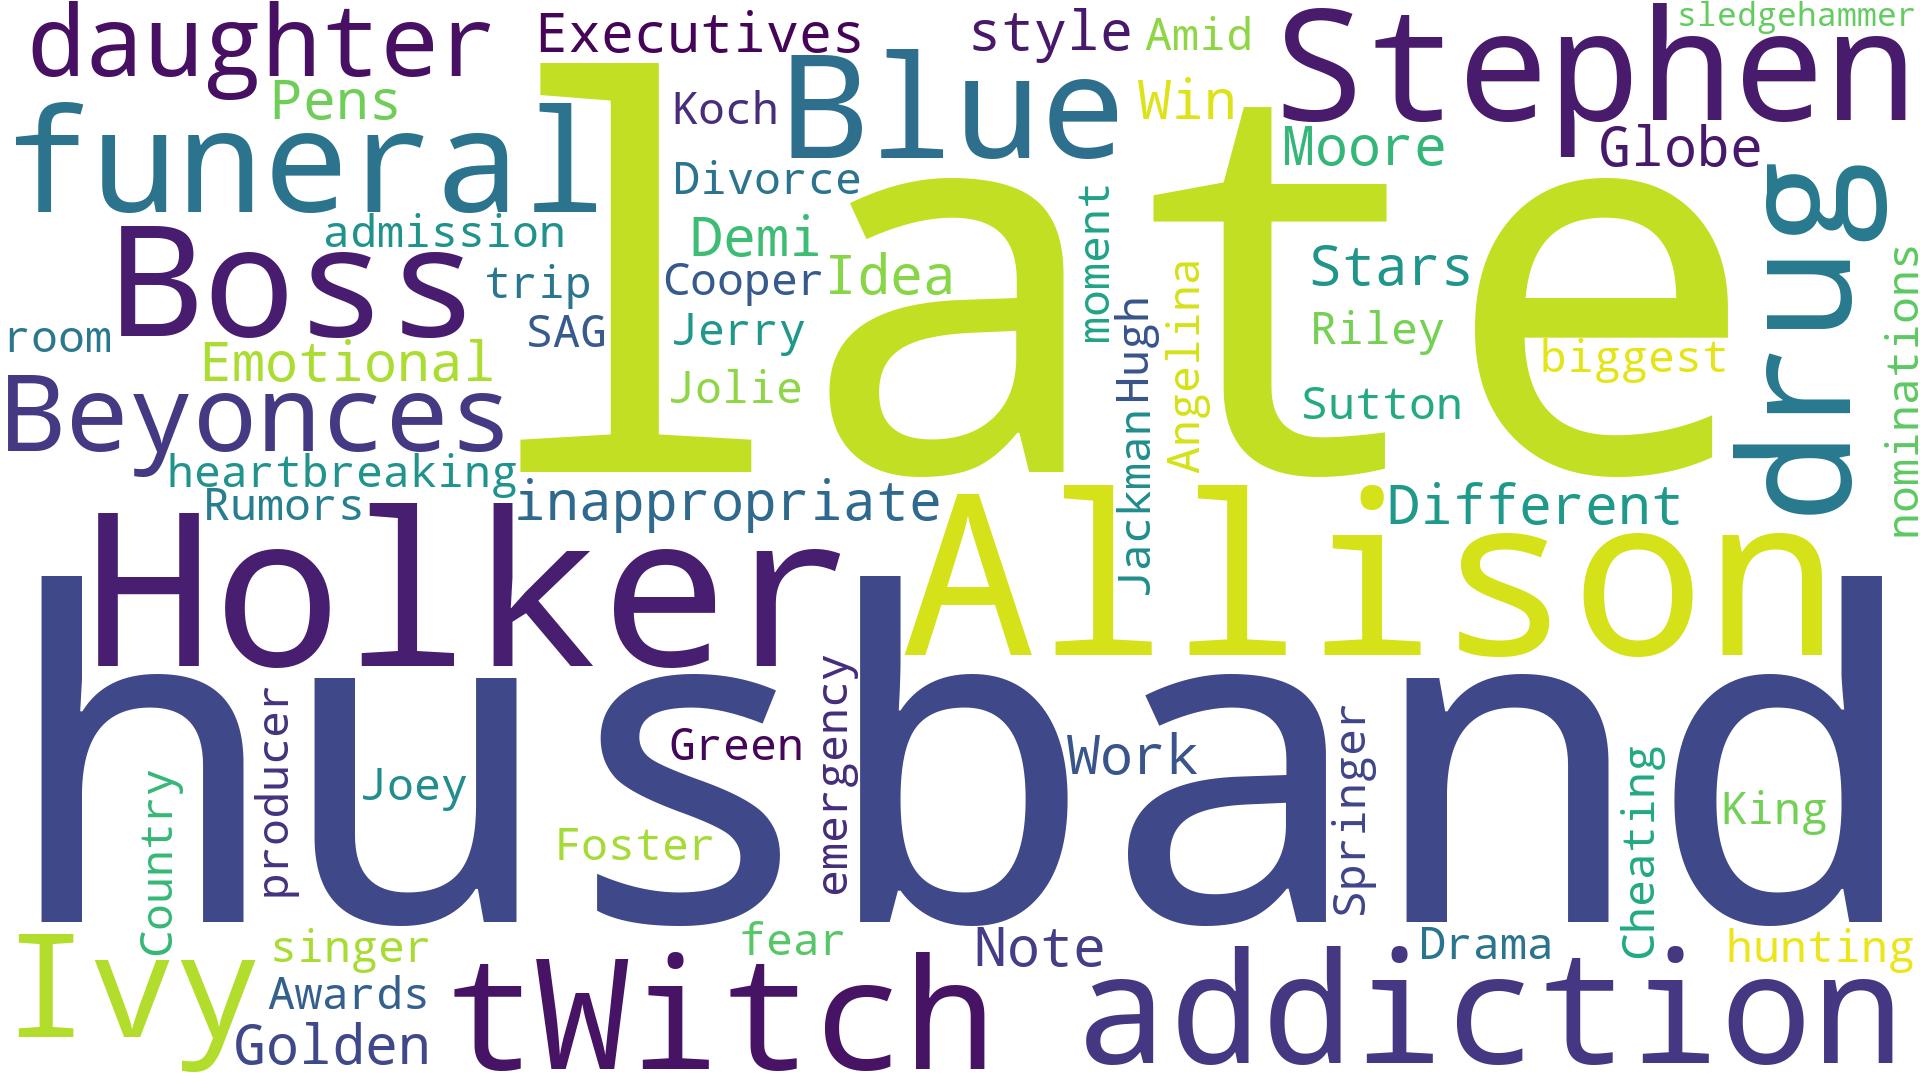 daughter
Executives
style
Amid
Stephen
sledgehammer
Pens
Koch
Blue
Win
funeral
late
Moore
Globe
Divorce
drug
admission
Demi
moment
Boss
trip
Cooper
Idea
Angelina
Stars
nominations
room
SAG
Jerry
Hugh
Riley
Emotional
biggest
Beyonces
Jolie
Jackman
Sutton
heartbreaking
Rumors
inappropriate
Different
Holker
Allison
husband
producer
Joey
Green
emergency
Work
Springer
Cheating
King
Country
Foster
Ivy
singer
fear
Note
Drama
hunting
Awards
tWitch
addiction
Golden